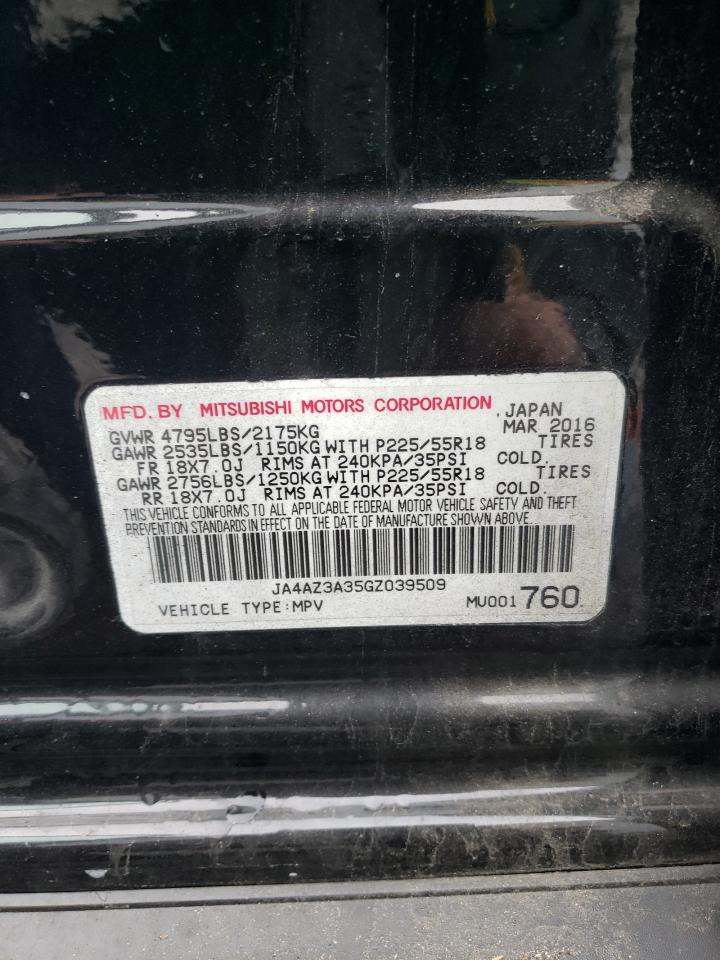 MFD. BY MITSUBISHI MOTORS CORPORATION , JAPAN
GVWR 4795LBS/2175KG MAR 2016
GAWR 2535LBS/1150KG WITH P225/55R18 TIRES
FR 18X7.0J RIMS AT 240KPA/35PSI COLD.
GAWR 2756LBS/1250KG WITH P225/55R18 TIRES
RR 18X7.0J RIMS AT 240KPA/35PSI COLD.
THIS VEHICLE CONFORMS TO ALL APPLICABLE FEDERAL MOTOR VEHICLE SAFETY AND THEFT
PREVENTION STANDARDS IN EFFECT ON THE DATE OF MANUFACTURE SHOWN ABOVE.
JA4AZ3A35GZ039509
VEHICLE TYPE:MPV MU001760